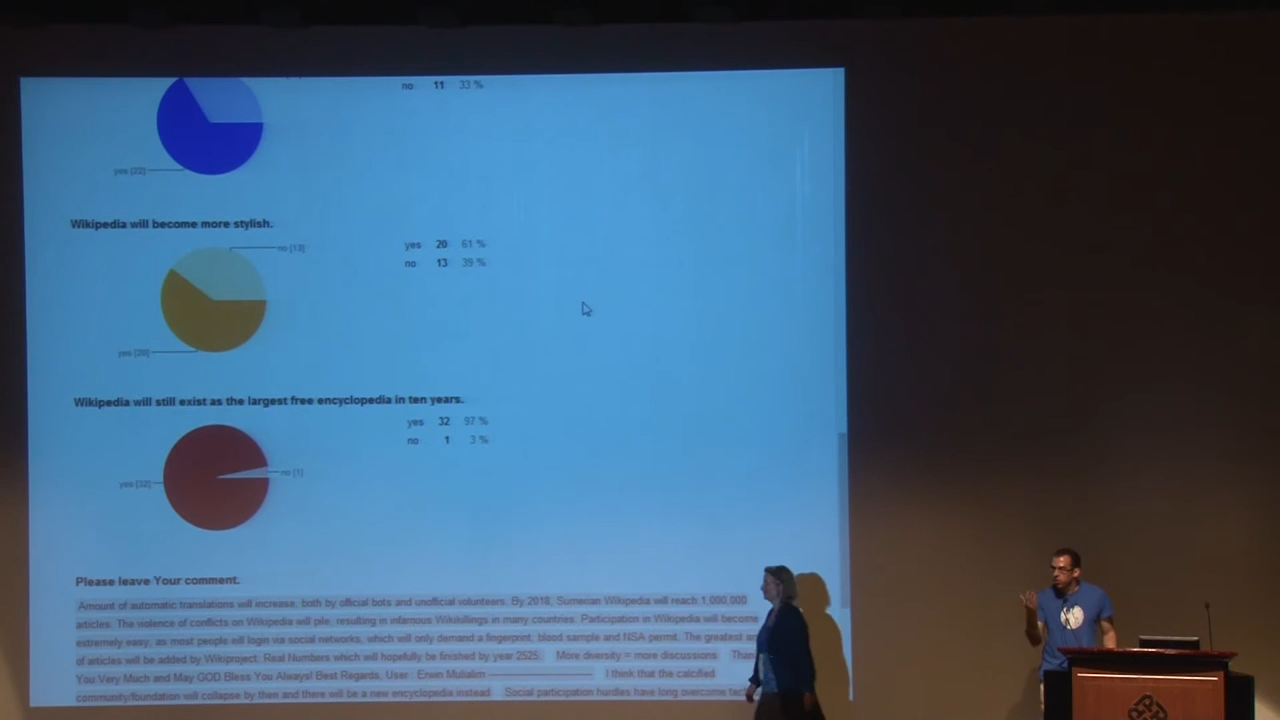 no 11 33 %
yes [22]
Wikipedia will become more stylish.
no [13]
yes 20 61 %
no 13 39 %
yes [20]
Wikipedia will still exist as the largest free encyclopedia in ten years.
yes 32 97 %
no 1 3 %
no [1]
yes [32]
Please leave Your comment.
Amount of automatic translations will increase, both by official bots and unofficial volunteers. By 2018, Sumerian Wikipedia will reach 1,000,000
articles. The violence of conflicts on Wikipedia will pile, resulting in infamous Wikikillings in many countries. Participation in Wikipedia will become
extremely easy, as most people will login via social networks, which will only demand a fingerprint, blood sample and NSA permit. The greatest
of articles will be added by Wikiproject: Real Numbers which will hopefully be finished by year 2525. More diversity = more discussions
You Very Much and May GOD Bless You Always! Best Regards, User : Erwin Mulialim I think that the calcified
community/foundation will collapse by then and there will be a new encyclopedia instead Social participation hurdles have long overcome